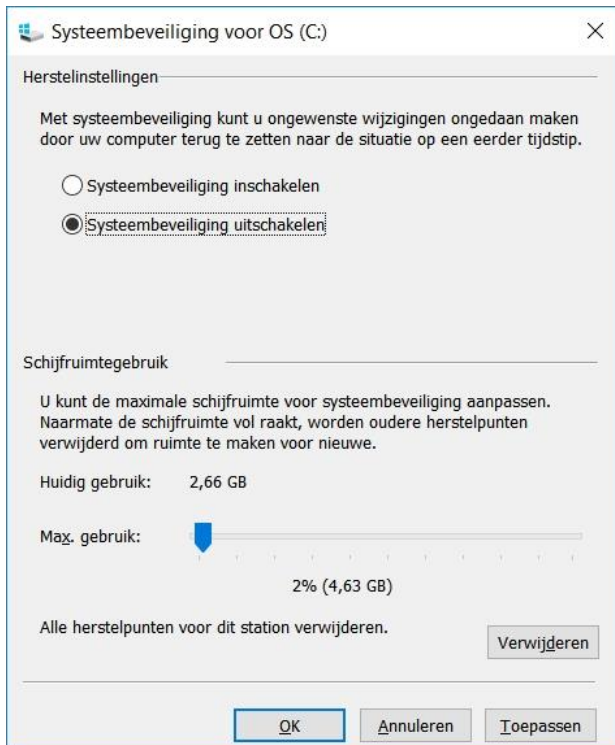 Systeembeveiliging voor OS (C:)
Herstelinstellingen
Met systeembeveiliging kunt u ongewenste wijzigingen ongedaan maken
door uw computer terug te zetten naar de situatie op een eerder tijdstip.
Systeembeveiliging inschakelen
Systeembeveiliging uitschakelen
Schijfruimtegebruik
U kunt de maximale schijfruimte voor systeembeveiliging aanpassen.
Naarmate de schijfruimte vol raakt, worden oudere herstelpunten
verwijderd om ruimte te maken voor nieuwe.
Huidig gebruik: 2,66 GB
Max. gebruik:
2% (4,63 GB)
Alle herstelpunten voor dit station verwijderen.
Verwijderen
OK Annuleren Toepassen